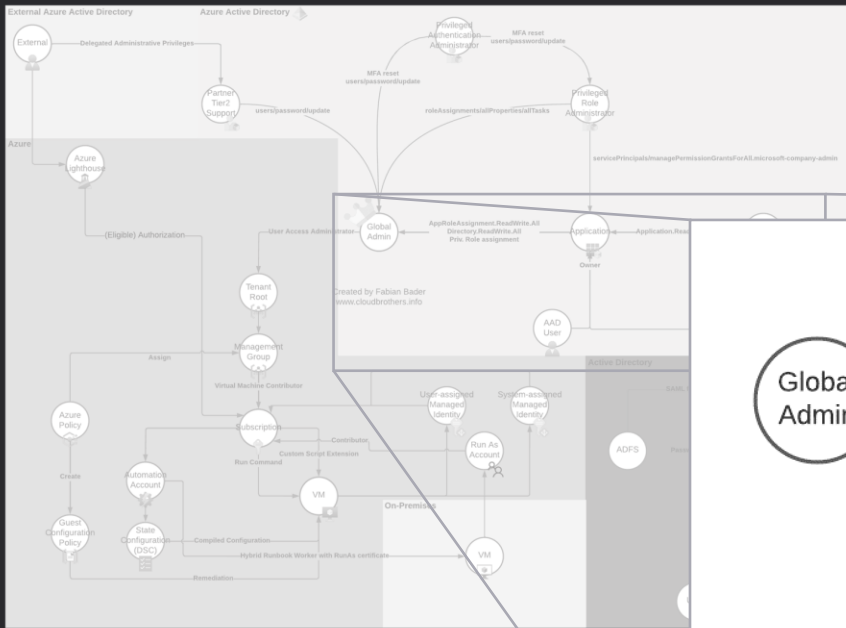 External Azure Active Directory
Azure Active Directory
External
Delegated Administrative Privileges
Privileged
Authentication
Administrator
MFA reset
users/password/update
MFA reset
users/password/update
Partner
Tier2
Support
users/password/update
roleAssignments/allProperties/allTasks
Privileged
Role
Administrator
Azure
Azure
Lighthouse
servicePrincipals/managePermissionGrantsForAll.microsoft-company-admin
(Eligible) Authorization
User Access Administrator
Global
Admin
AppRoleAssignment.ReadWrite.All
Directory.ReadWrite.All
Priv. Role assignment
Application
Owner
Tenant
Root
Created by Fabian Bader
www.cloudbrothers.info
AAD
User
Management
Group
Assign
Active Directory
Virtual Machine Contributor
Azure
Policy
Subscription
User-assigned
Managed
Identity
System-assigned
Managed
Identity
Contributor
Custom Script Extension
Run Command
Run As
Account
ADFS
Create
Automation
Account
VM
On-Premises
Guest
Configuration
Policy
State
Configuration
(DSC)
Compiled Configuration
Hybrid Runbook Worker with RunAs certificate
VM
Remediation
Globa
Admin